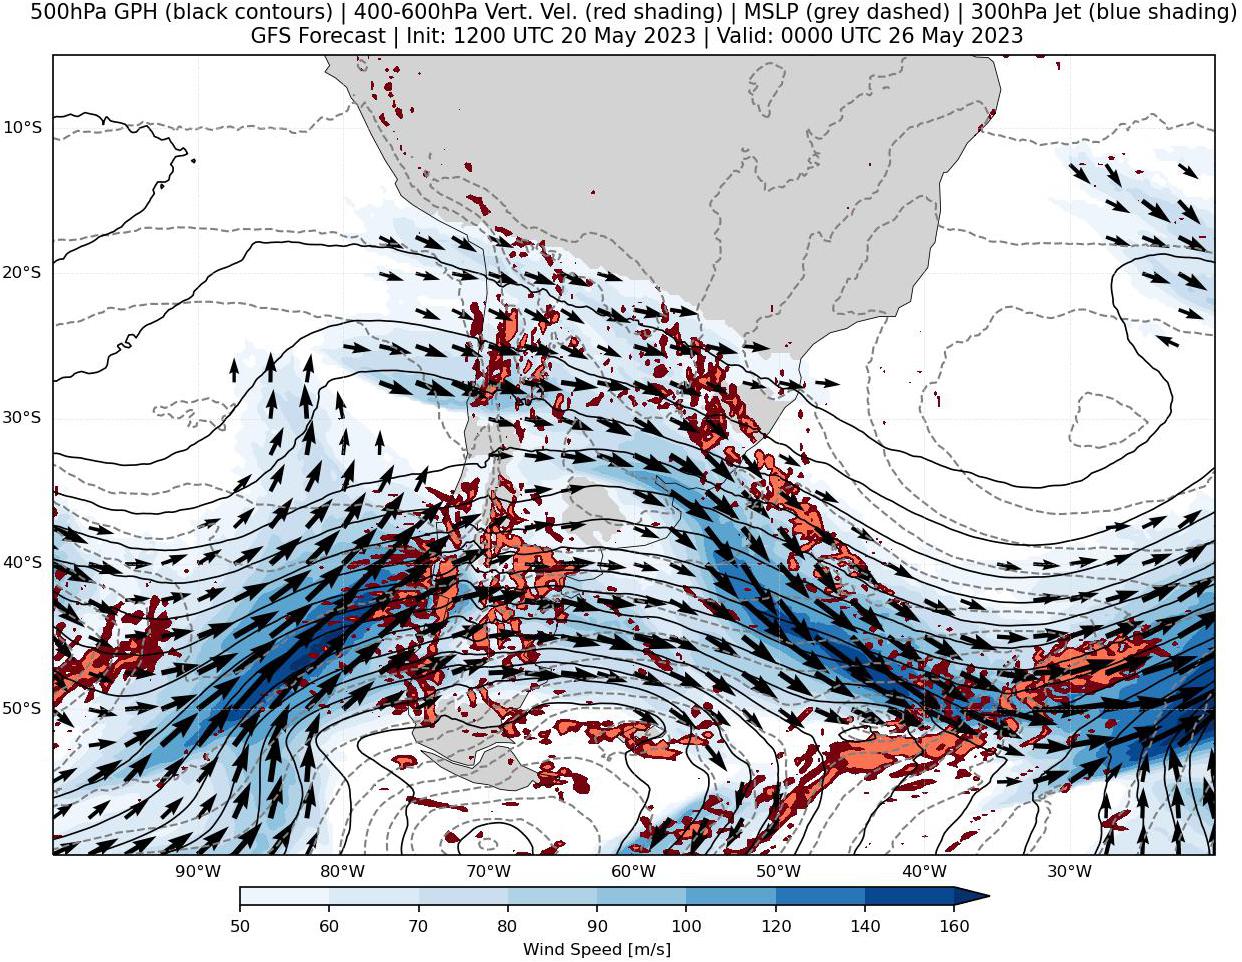 500hPa GPH (black contours) | 400-600hPa Vert. Vel. (red shading) | MSLP (grey dashed) | 300hPa Jet (blue shading)
GFS Forecast | Init: 1200 UTC 20 May 2023 | Valid: 0000 UTC 26 May 2023
10°S
20°S
30°S
40°S
50°S
90°W 80°W 70°W 60°W 50°W 40°W 30°W
50 60 70 80 90 100 120 140 160
Wind Speed [m/s]